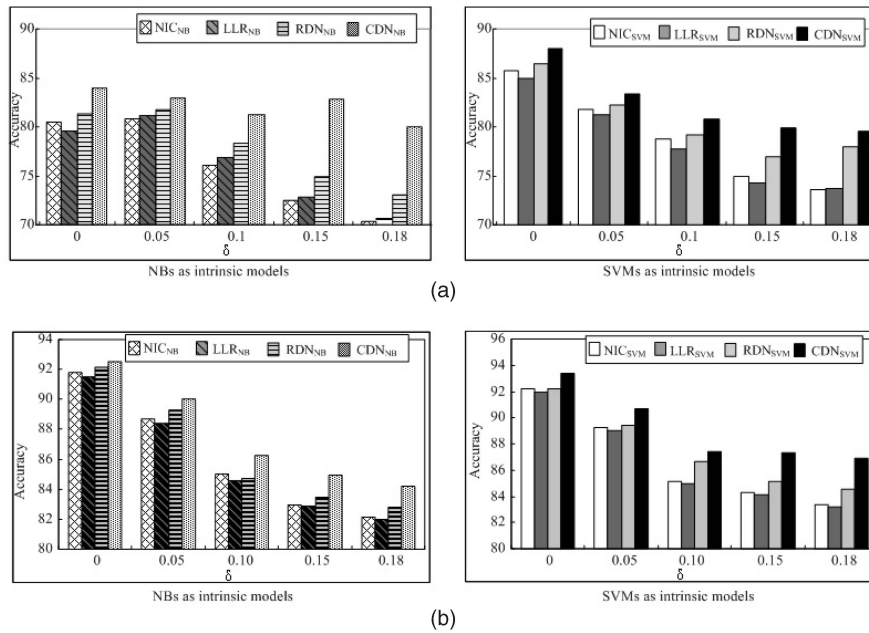 90
NIC_NB LLR_NB RDN_NB CDN_NB
85
80
75
70
Accuracy
0 0.05 0.1 0.15 0.18
δ
NBs as intrinsic models
90
NIC_SVM LLR_SVM RDN_SVM CDN_SVM
85
80
75
70
Accuracy
0 0.05 0.1 0.15 0.18
δ
SVMs as intrinsic models
(a)
94
NIC_NB LLR_NB RDN_NB CDN_NB
92
90
88
86
84
82
80
Accuracy
0 0.05 0.10 0.15 0.18
δ
NBs as intrinsic models
96
NIC_SVM LLR_SVM RDN_SVM CDN_SVM
94
92
90
88
86
84
82
80
Accuracy
0 0.05 0.10 0.15 0.18
δ
SVMs as intrinsic models
(b)